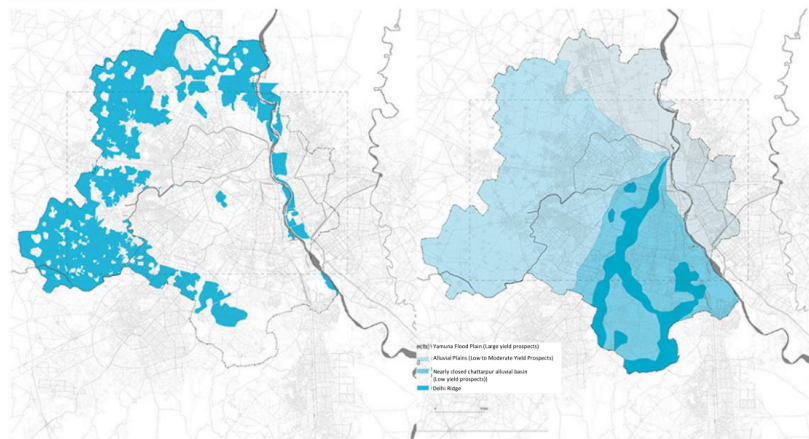 Yamuna Flood Plain (Large yield prospects)
Alluvial Plains (Low to Moderate Yield Prospects)
Nearly closed chattarpur alluvial basin
(Low yield prospects))
Delhi Ridge